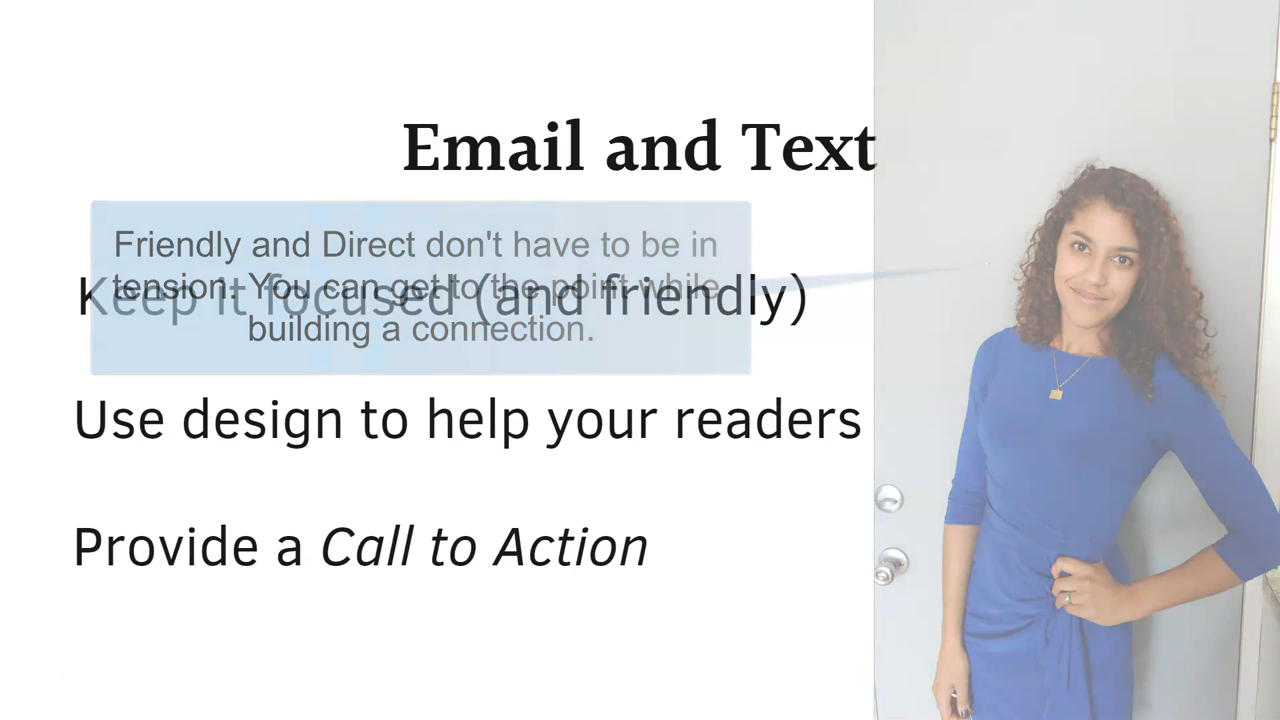 Email and Text
Friendly and Direct don't have to be in
tension. You can get to the point while
building a connection.
Keep it focused (and friendly)
Use design to help your readers
Provide a Call to Action